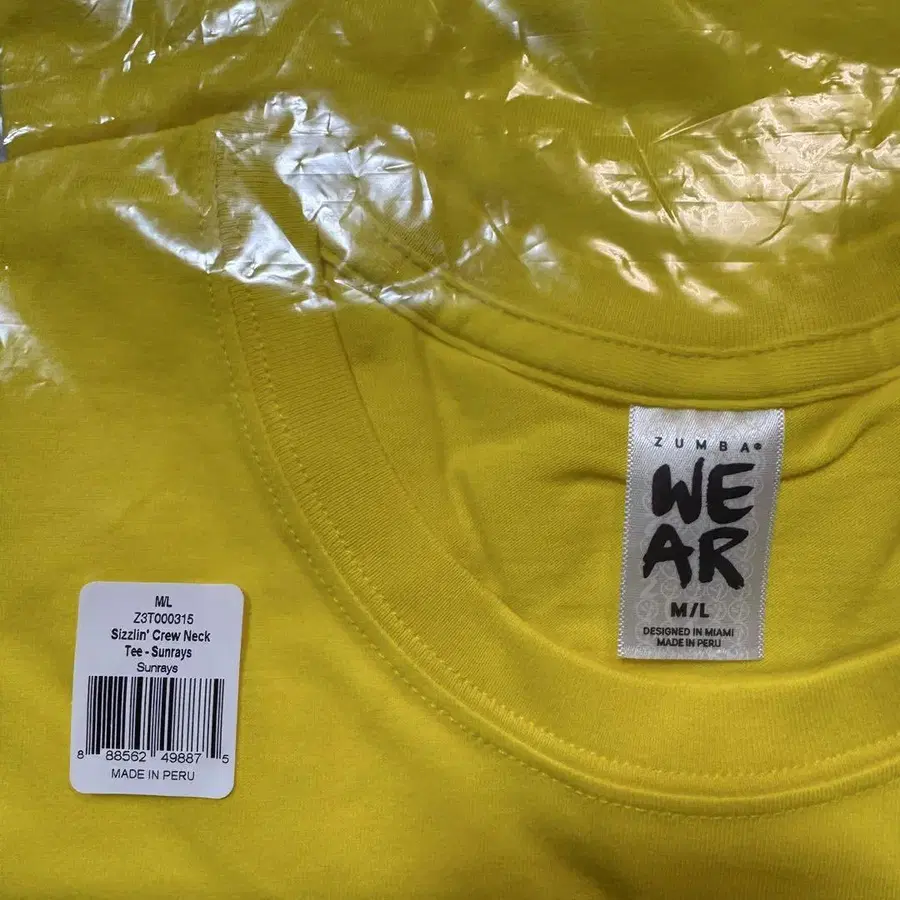 ZUMBA®
WE
AR
M/L
DESIGNED IN MIAMI
MADE IN PERU
M/L
Z3T000315
Sizzlin' Crew Neck
Tee - Sunrays
Sunrays
8 88562 49887 5
MADE IN PERU